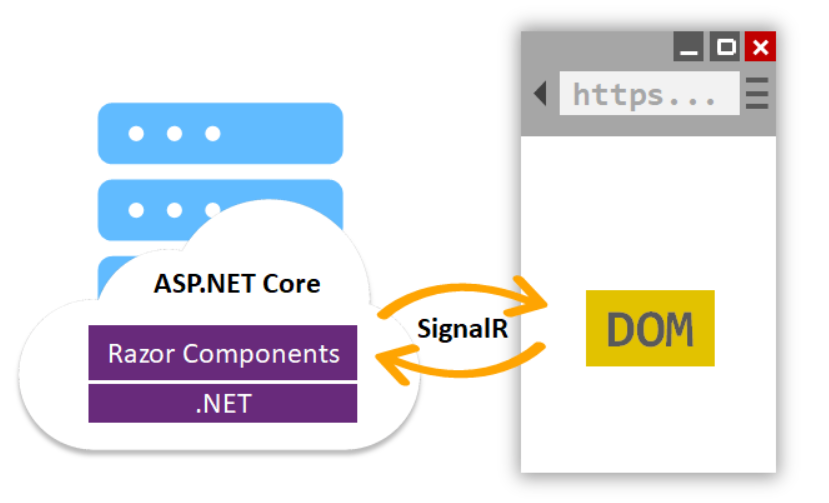 https...
ASP.NET Core
Razor Components
.NET
SignalR
DOM